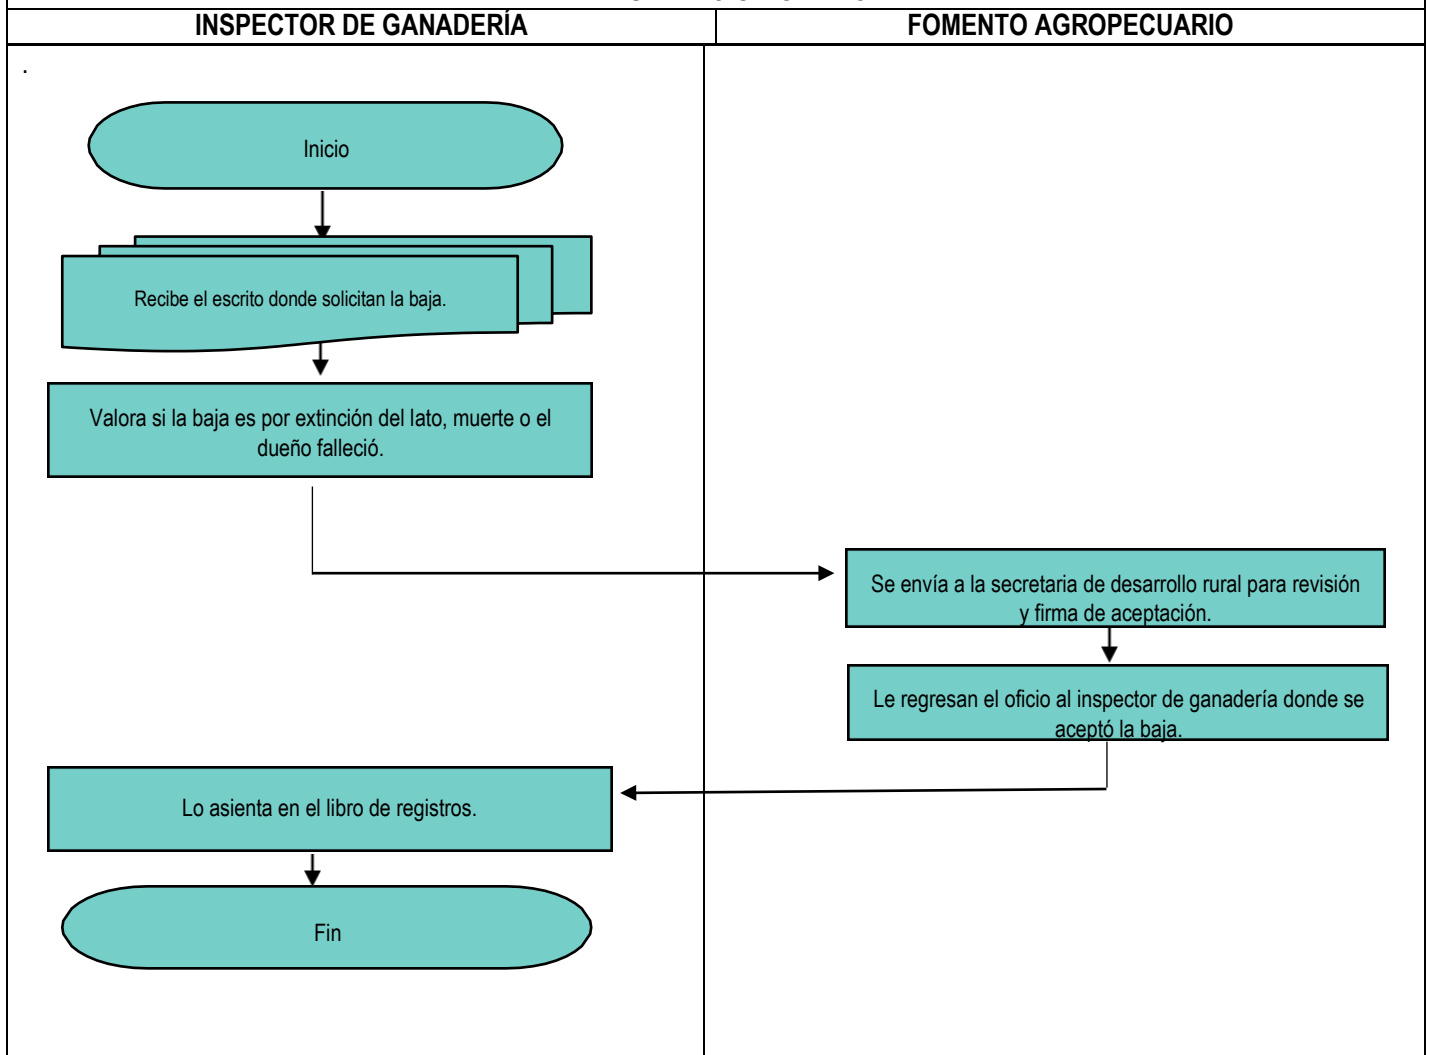 INSPECTOR DE GANADERÍA
FOMENTO AGROPECUARIO
.
Inicio
Recibe el escrito donde solicitan la baja.
Valora si la baja es por extinción del lato, muerte o el
dueño falleció.
Se envía a la secretaria de desarrollo rural para revisión
y firma de aceptación.
Le regresan el oficio al inspector de ganadería donde se
aceptó la baja.
Lo asienta en el libro de registros.
Fin